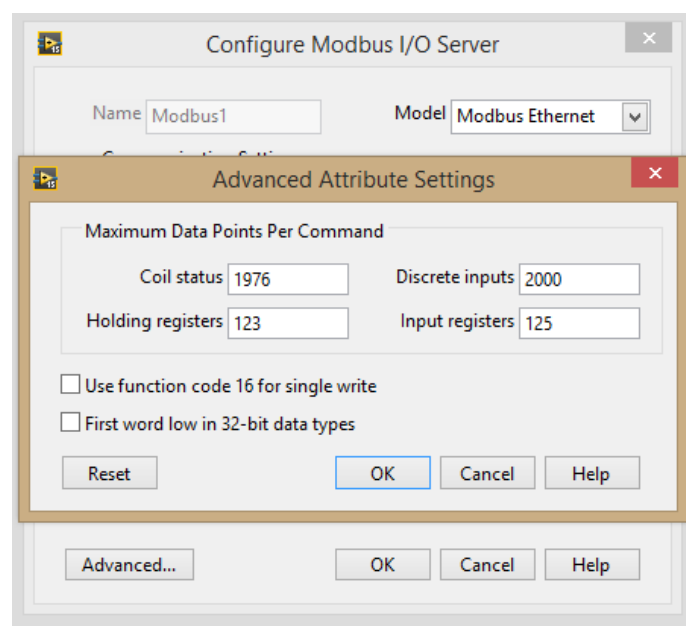 Configure Modbus I/O Server
Name Modbus1 Model Modbus Ethernet
Advanced Attribute Settings
Maximum Data Points Per Command
Coil status 1976 Discrete inputs 2000
Holding registers 123 Input registers 125
Use function code 16 for single write
First word low in 32-bit data types
Reset OK Cancel Help
Advanced... OK Cancel Help